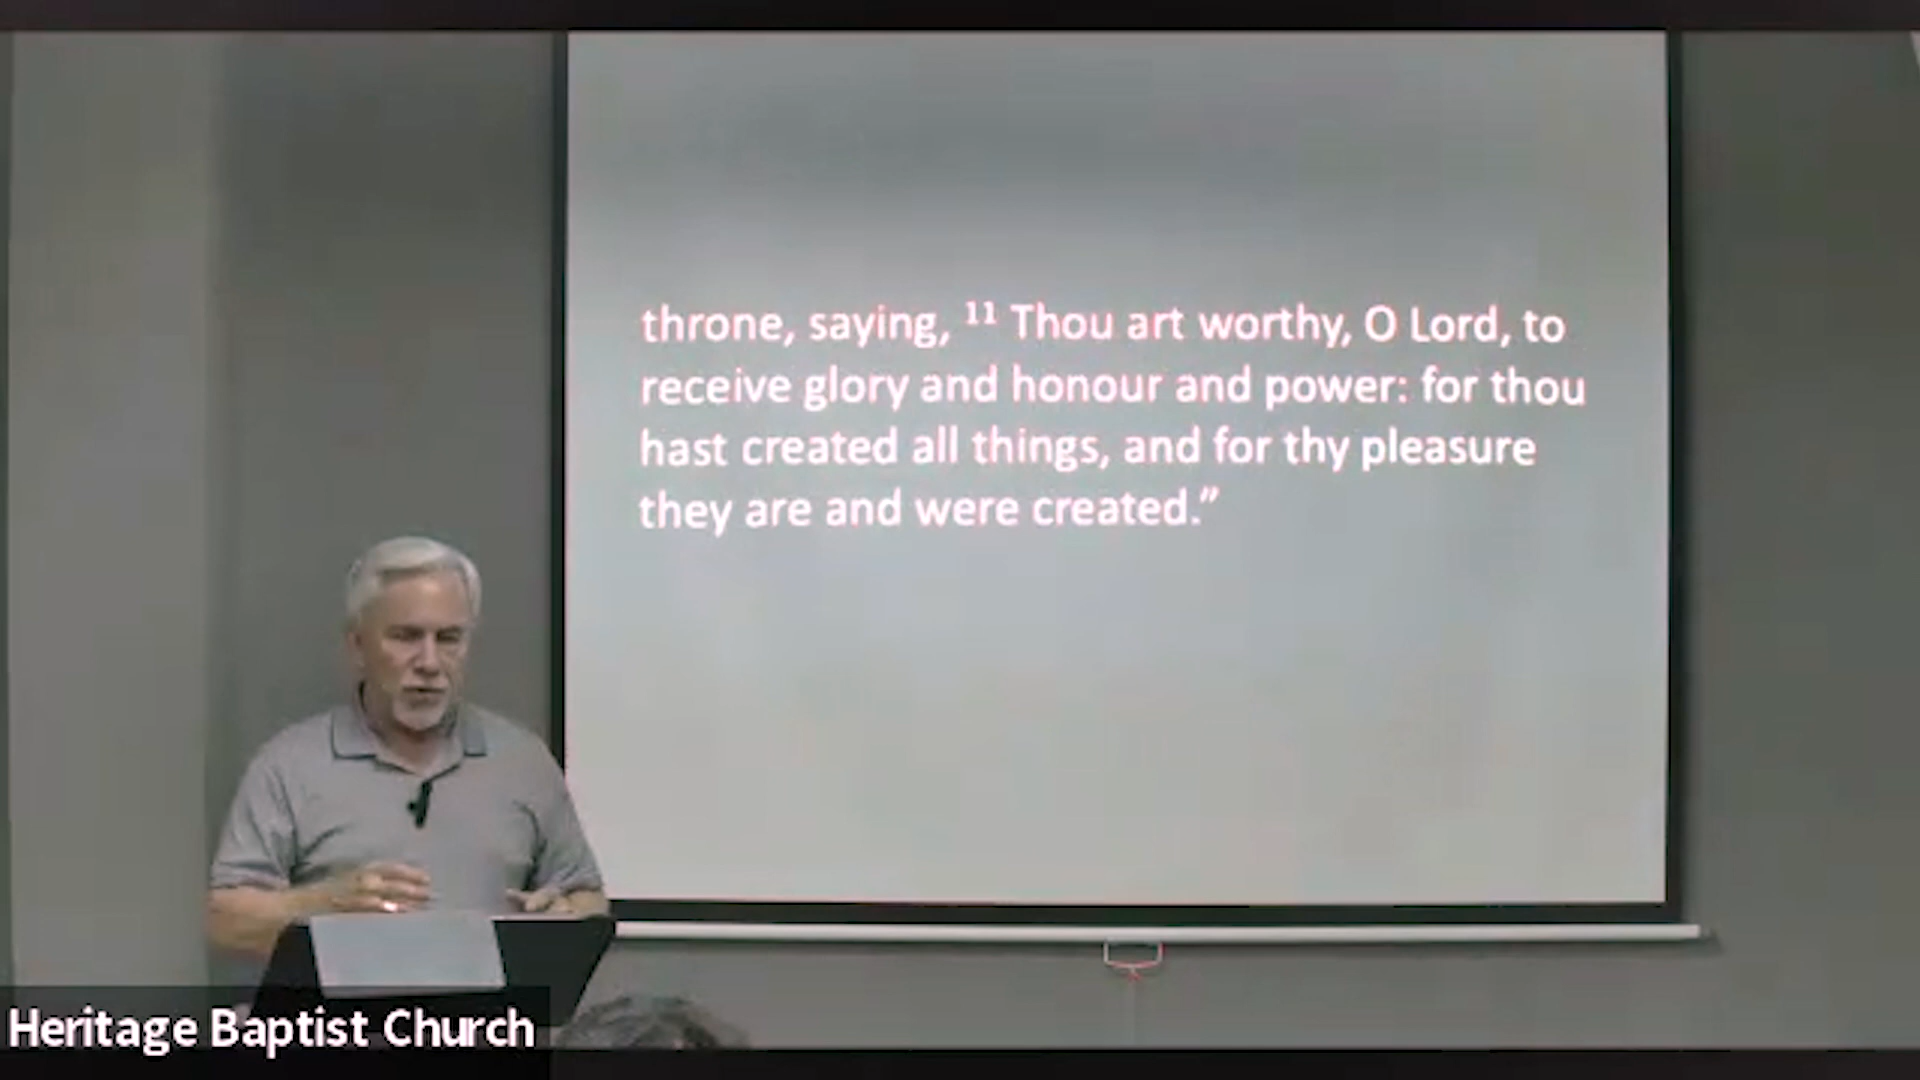 throne, saying, ¹¹ Thou art worthy, O Lord, to
receive glory and honour and power: for thou
hast created all things, and for thy pleasure
they are and were created.”
Heritage Baptist Church